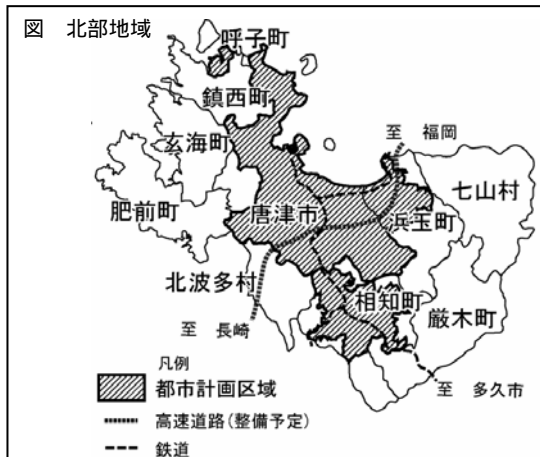 図　北部地域
呼子町
鎮西町
玄海町
至　福岡
七山村
肥前町
唐津市
浜玉町
北波多村
相知町
厳木町
至　長崎
至　多久市
凡例
都市計画区域
高速道路(整備予定)
鉄道